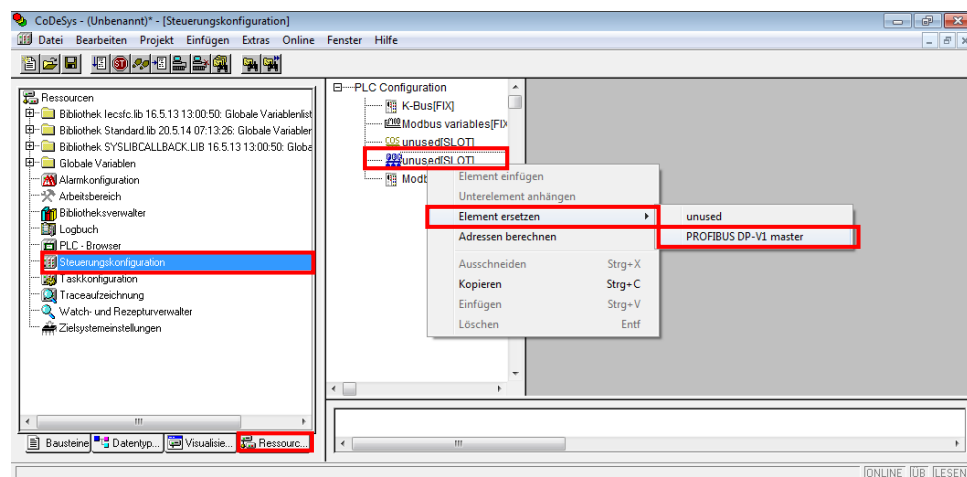 CoDeSys - (Unbenannt)* - [Steuerungskonfiguration]
Datei Bearbeiten Projekt Einfügen Extras Online Fenster Hilfe
Ressourcen
Bibliothek Iecsfc.lib 16.5.13 13:00:50: Globale Variablenlist
Bibliothek Standard.lib 20.5.14 07:13:26: Globale Variablen
Bibliothek SYSLIBCALLBACK.LIB 16.5.13 13:00:50: Globa
Globale Variablen
Alarmkonfiguration
Arbeitsbereich
Bibliotheksverwalter
Logbuch
PLC - Browser
Steuerungskonfiguration
Taskkonfiguration
Traceaufzeichnung
Watch- und Rezepturverwalter
Zielsystemeinstellungen
Bausteine Datentyp... Visualisie... Ressourc...
PLC Configuration
K-Bus[FIX]
Modbus variables[FIX
unused[SLOT]
unused[SLOT]
Modb
Element einfügen
Unterelement anhängen
Element ersetzen
Adressen berechnen
Ausschneiden Strg+X
Kopieren Strg+C
Einfügen Strg+V
Löschen Entf
unused
PROFIBUS DP-V1 master
ONLINE ÜB LESEN